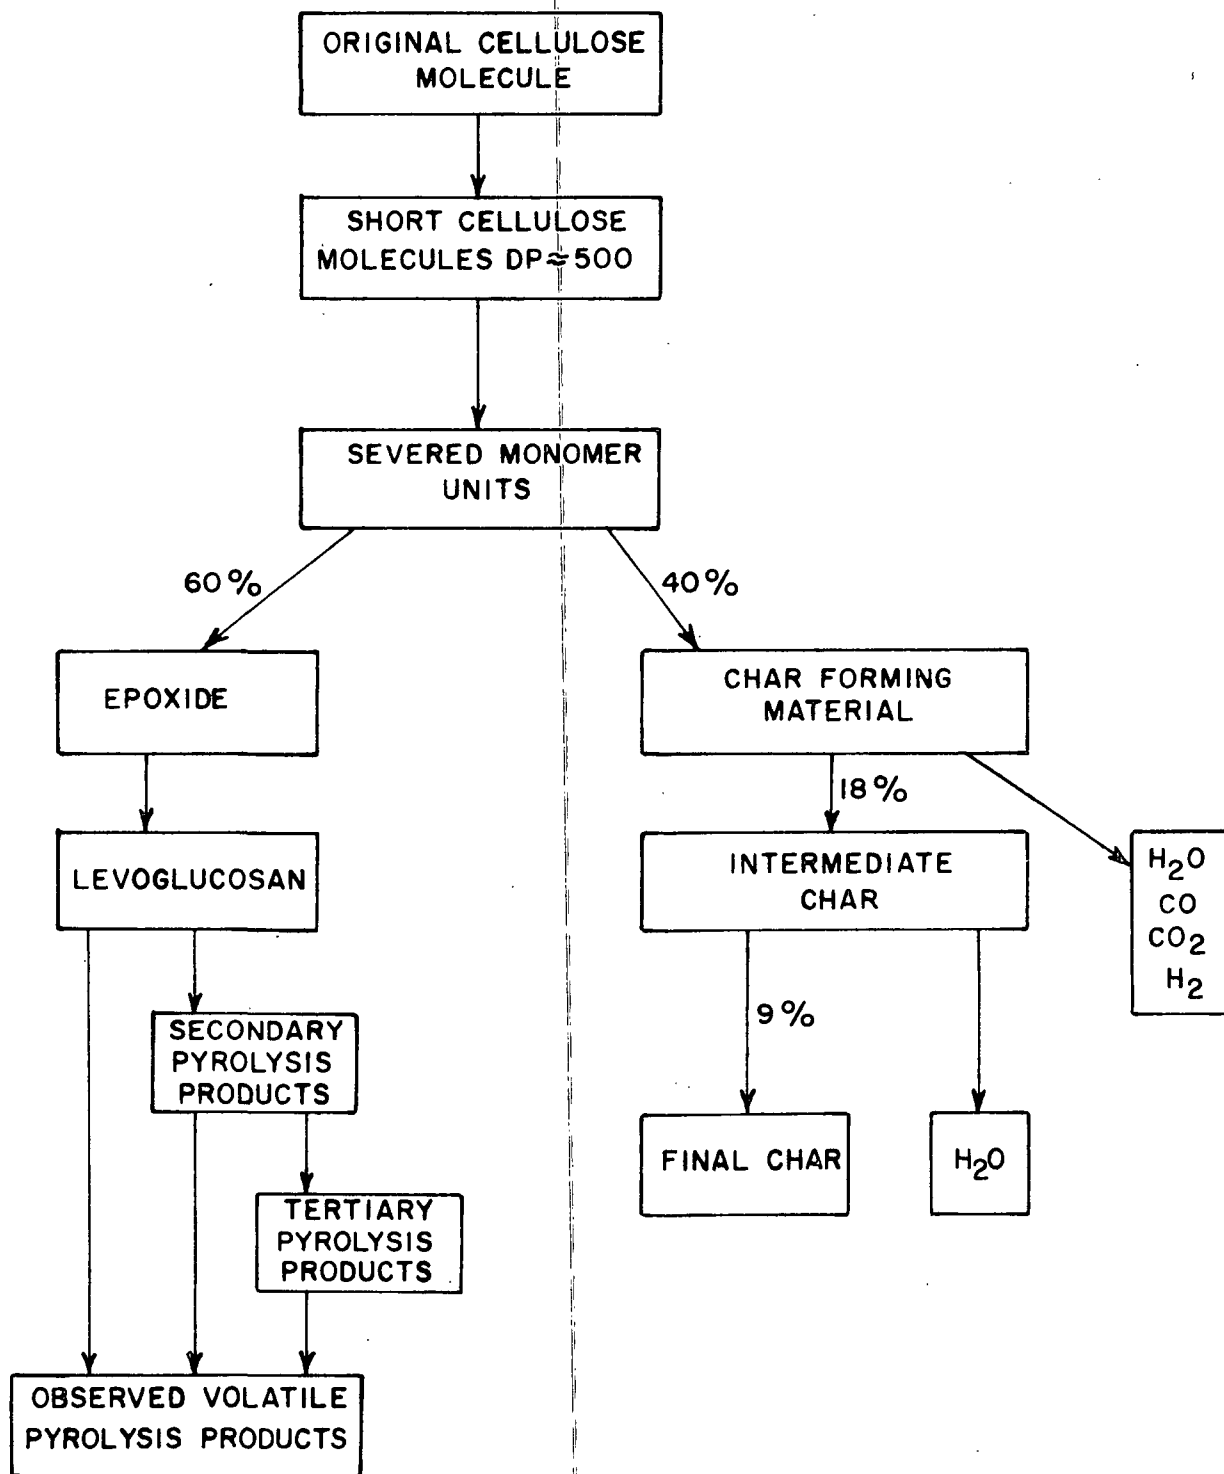 ORIGINAL CELLULOSE
MOLECULE
SHORT CELLULOSE
MOLECULES DP≈500
SEVERED MONOMER
UNITS
60%
40%
EPOXIDE
CHAR FORMING
MATERIAL
18%
LEVOGLUCOSAN
INTERMEDIATE
CHAR
H₂O
CO
CO₂
H₂
SECONDARY
PYROLYSIS
PRODUCTS
9%
TERTIARY
PYROLYSIS
PRODUCTS
FINAL CHAR
H₂O
OBSERVED VOLATILE
PYROLYSIS PRODUCTS